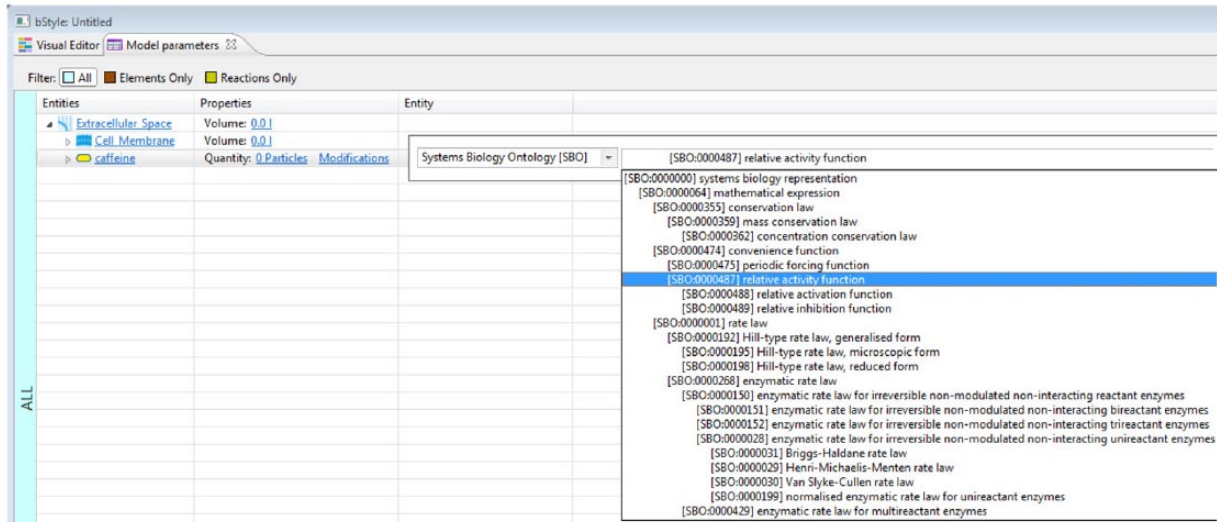 bStyle: Untitled
Visual Editor Model parameters
Filter: All Elements Only Reactions Only
Entities Properties Entity
Extracellular Space Volume: 0.0 l
Cell Membrane Volume: 0.0 l
caffeine Quantity: 0 Particles Modifications
Systems Biology Ontology [SBO] [SBO:0000487] relative activity function
[SBO:0000000] systems biology representation
[SBO:0000064] mathematical expression
[SBO:0000355] conservation law
[SBO:0000359] mass conservation law
[SBO:0000362] concentration conservation law
[SBO:0000474] convenience function
[SBO:0000475] periodic forcing function
[SBO:0000487] relative activity function
[SBO:0000488] relative activation function
[SBO:0000489] relative inhibition function
[SBO:0000001] rate law
[SBO:0000192] Hill-type rate law, generalised form
[SBO:0000195] Hill-type rate law, microscopic form
[SBO:0000198] Hill-type rate law, reduced form
[SBO:0000268] enzymatic rate law
[SBO:0000150] enzymatic rate law for irreversible non-modulated non-interacting reactant enzymes
[SBO:0000151] enzymatic rate law for irreversible non-modulated non-interacting bireactant enzymes
[SBO:0000152] enzymatic rate law for irreversible non-modulated non-interacting trireactant enzymes
[SBO:0000028] enzymatic rate law for irreversible non-modulated non-interacting unireactant enzymes
[SBO:0000031] Briggs-Haldane rate law
[SBO:0000029] Henri-Michaelis-Menten rate law
[SBO:0000030] Van Slyke-Cullen rate law
[SBO:0000199] normalised enzymatic rate law for unireactant enzymes
[SBO:0000429] enzymatic rate law for multireactant enzymes
ALL